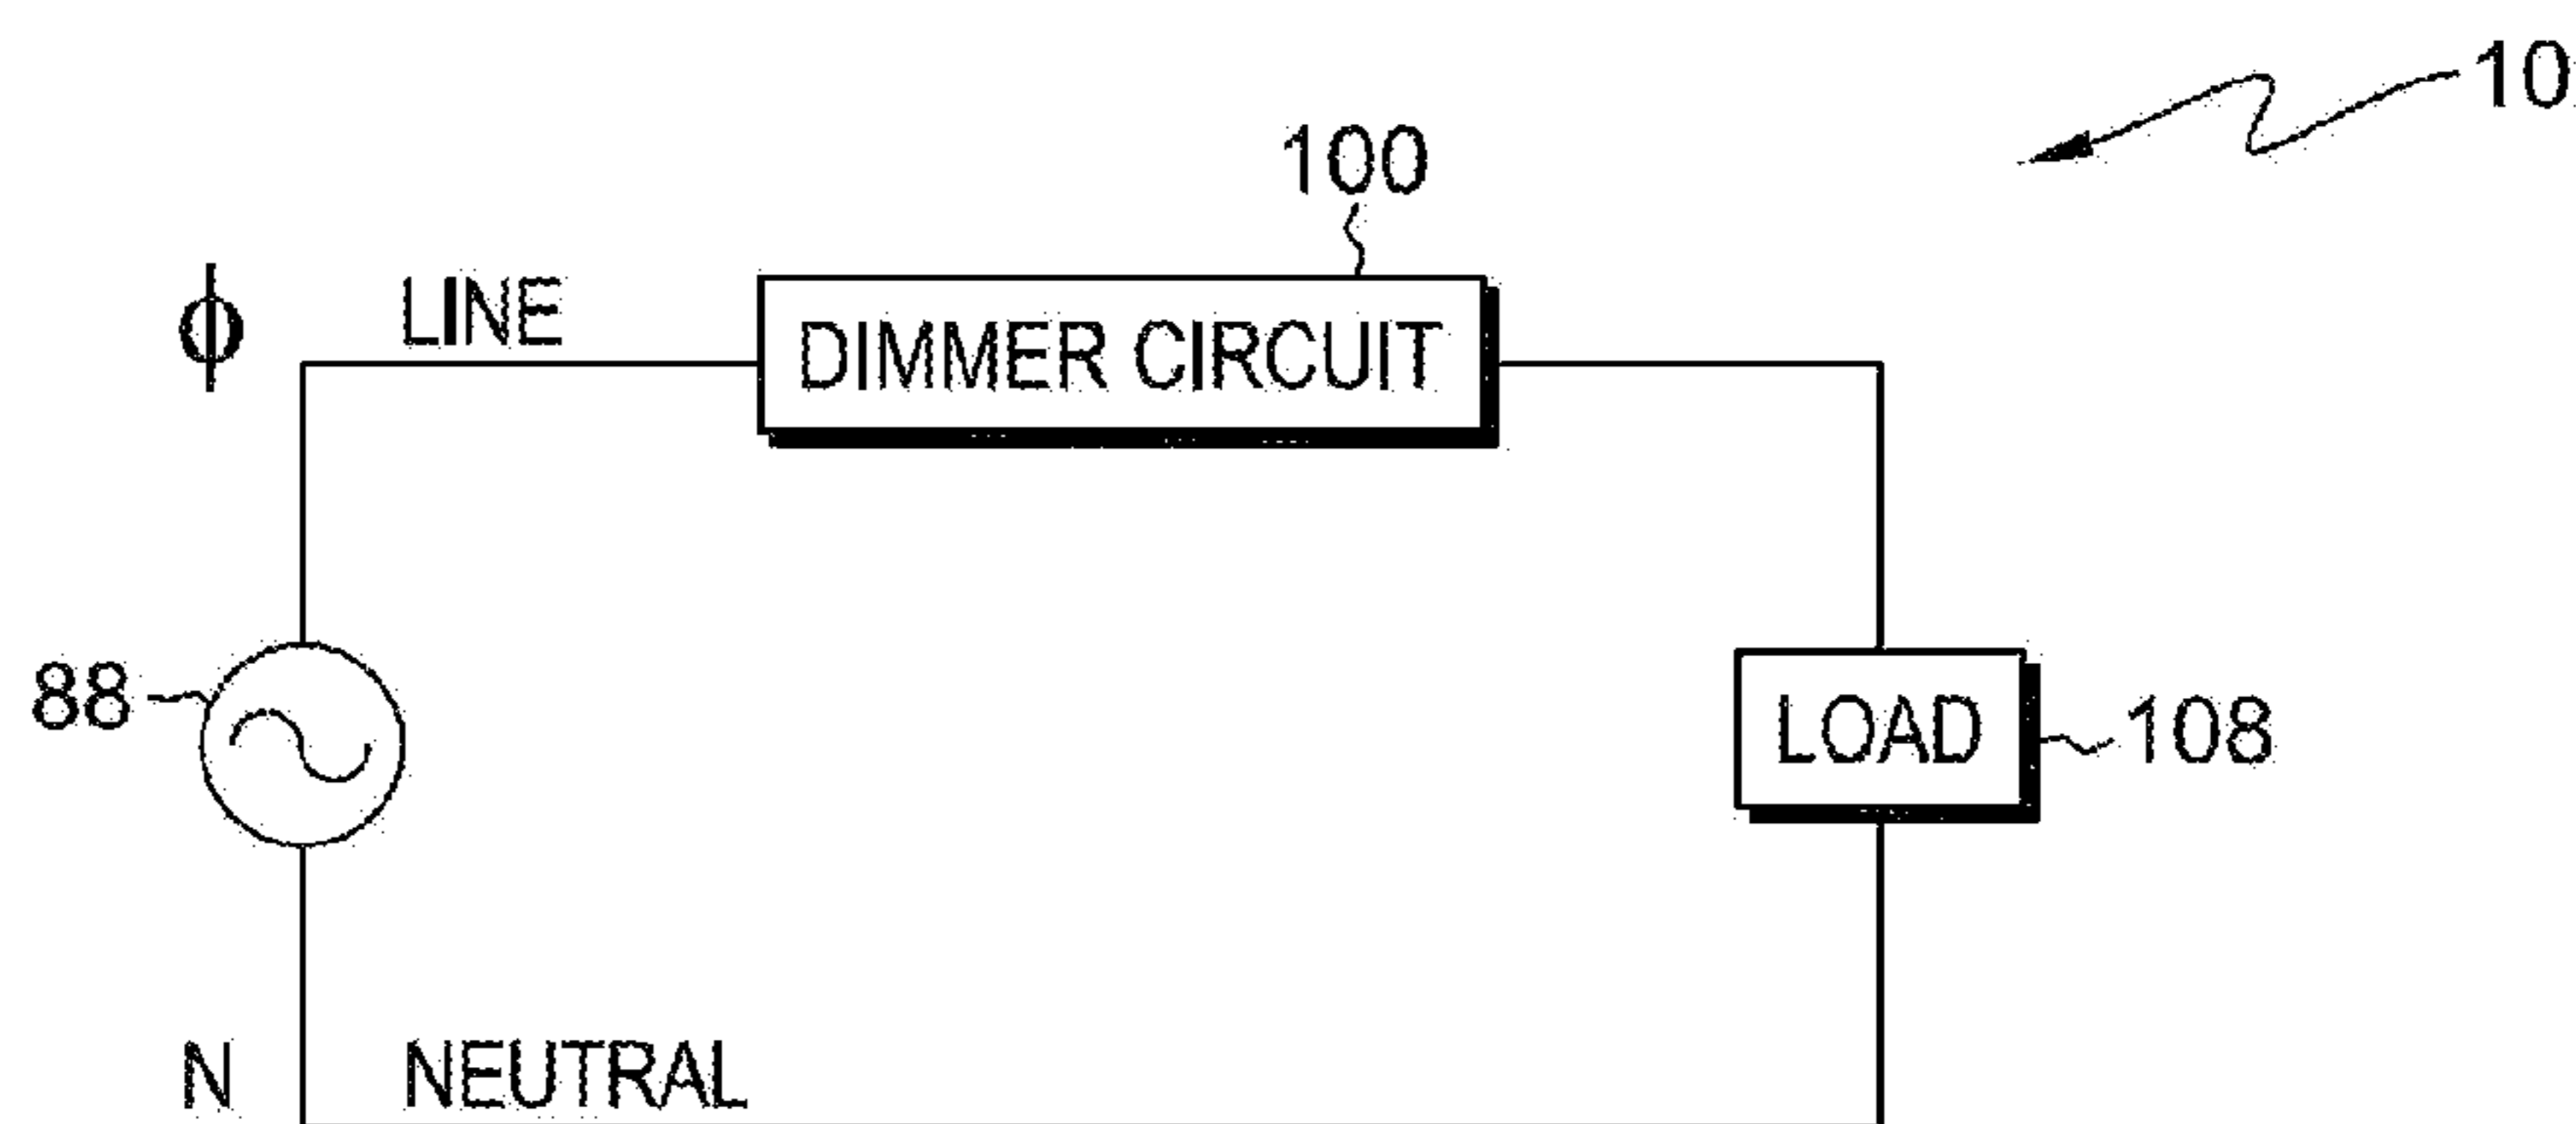 10
100
ϕ LINE
DIMMER CIRCUIT
88
LOAD
108
N NEUTRAL